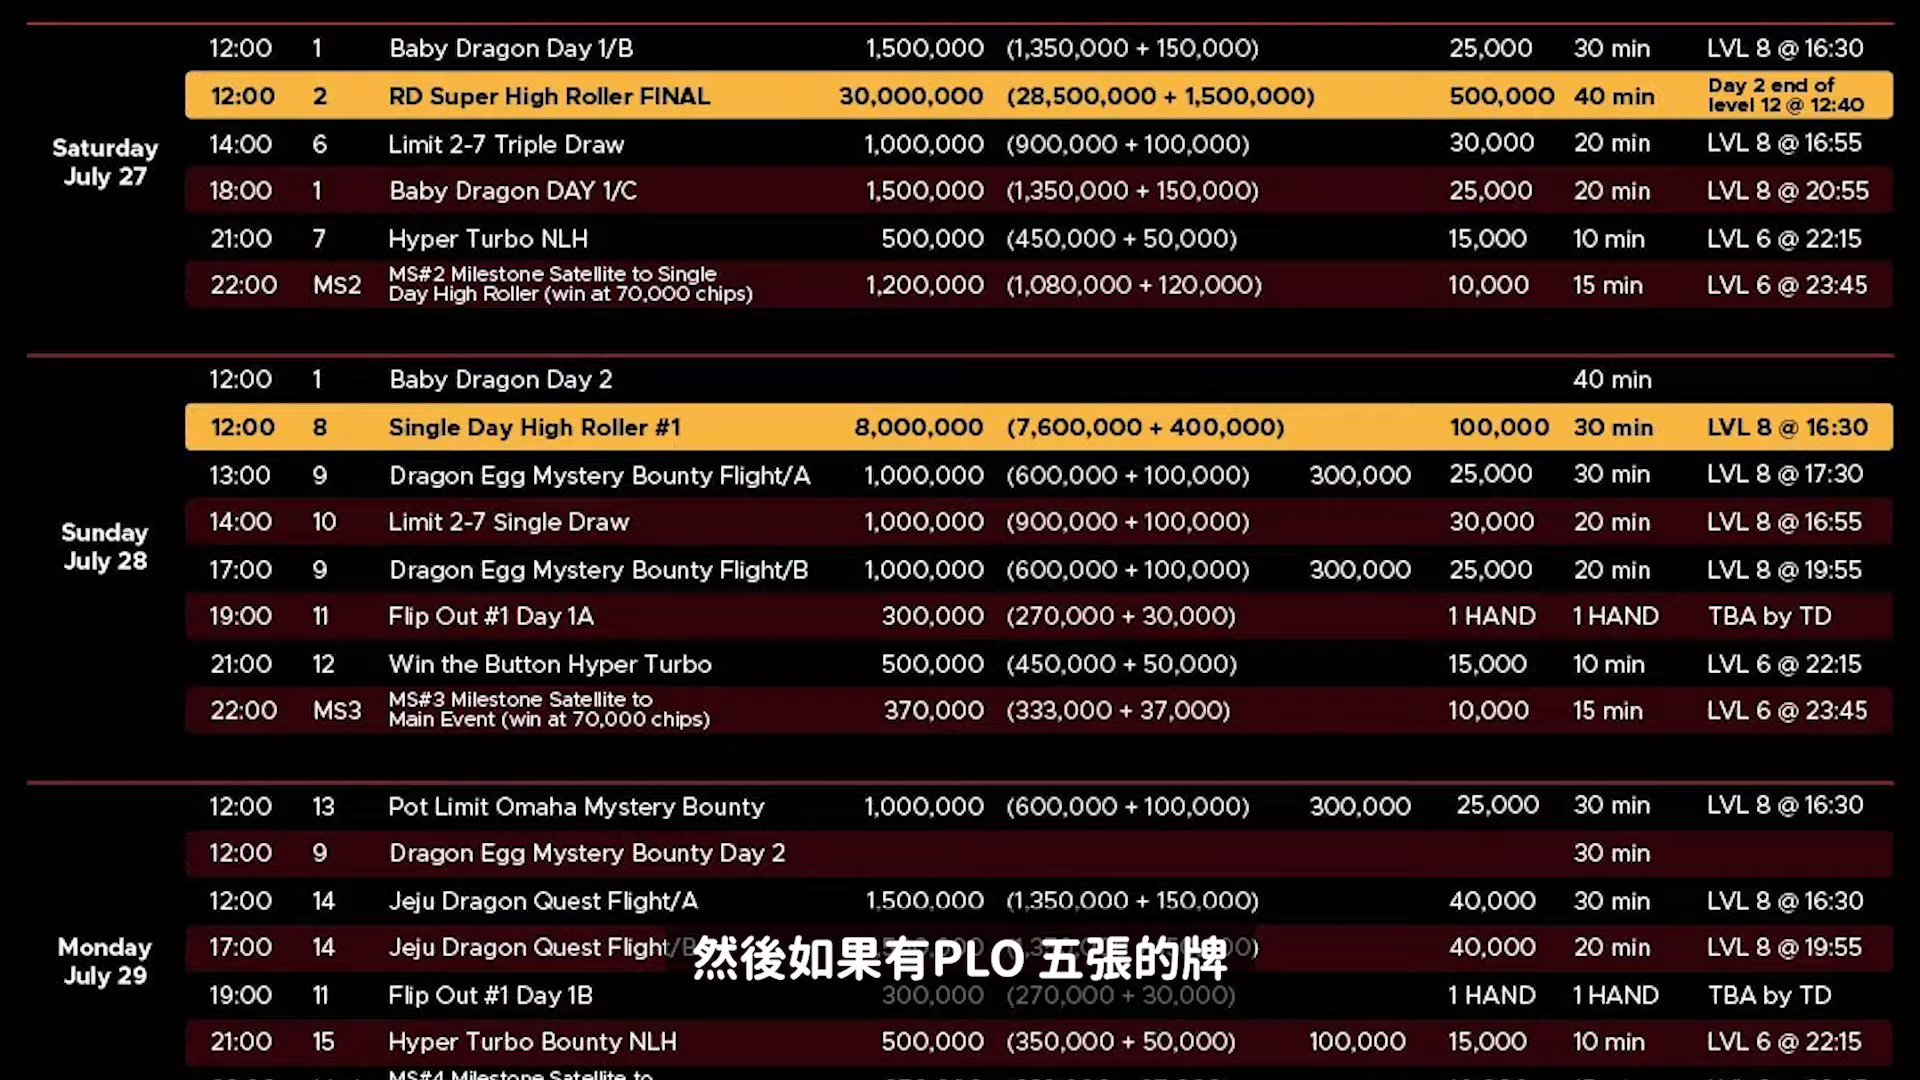 12:00 1 Baby Dragon Day 1/B 1,500,000 (1,350,000 + 150,000) 25,000 30 min LVL 8 @ 16:30
12:00 2 RD Super High Roller FINAL 30,000,000 (28,500,000 + 1,500,000) 500,000 40 min Day 2 end of level 12 @ 12:40
Saturday
July 27
14:00 6 Limit 2-7 Triple Draw 1,000,000 (900,000 + 100,000) 30,000 20 min LVL 8 @ 16:55
18:00 1 Baby Dragon DAY 1/C 1,500,000 (1,350,000 + 150,000) 25,000 20 min LVL 8 @ 20:55
21:00 7 Hyper Turbo NLH 500,000 (450,000 + 50,000) 15,000 10 min LVL 6 @ 22:15
22:00 MS2 MS#2 Milestone Satellite to Single Day High Roller (win at 70,000 chips) 1,200,000 (1,080,000 + 120,000) 10,000 15 min LVL 6 @ 23:45
12:00 1 Baby Dragon Day 2 40 min
12:00 8 Single Day High Roller #1 8,000,000 (7,600,000 + 400,000) 100,000 30 min LVL 8 @ 16:30
13:00 9 Dragon Egg Mystery Bounty Flight/A 1,000,000 (600,000 + 100,000) 300,000 25,000 30 min LVL 8 @ 17:30
Sunday
July 28
14:00 10 Limit 2-7 Single Draw 1,000,000 (900,000 + 100,000) 30,000 20 min LVL 8 @ 16:55
17:00 9 Dragon Egg Mystery Bounty Flight/B 1,000,000 (600,000 + 100,000) 300,000 25,000 20 min LVL 8 @ 19:55
19:00 11 Flip Out #1 Day 1A 300,000 (270,000 + 30,000) 1 HAND 1 HAND TBA by TD
21:00 12 Win the Button Hyper Turbo 500,000 (450,000 + 50,000) 15,000 10 min LVL 6 @ 22:15
22:00 MS3 MS#3 Milestone Satellite to Main Event (win at 70,000 chips) 370,000 (333,000 + 37,000) 10,000 15 min LVL 6 @ 23:45
12:00 13 Pot Limit Omaha Mystery Bounty 1,000,000 (600,000 + 100,000) 300,000 25,000 30 min LVL 8 @ 16:30
12:00 9 Dragon Egg Mystery Bounty Day 2 30 min
12:00 14 Jeju Dragon Quest Flight/A 1,500,000 (1,350,000 + 150,000) 40,000 30 min LVL 8 @ 16:30
Monday
July 29
17:00 14 Jeju Dragon Quest Flight/B 40,000 20 min LVL 8 @ 19:55
然後如果有PLO 五張的牌
19:00 11 Flip Out #1 Day 1B 300,000 (270,000 + 30,000) 1 HAND 1 HAND TBA by TD
21:00 15 Hyper Turbo Bounty NLH 500,000 (350,000 + 50,000) 100,000 15,000 10 min LVL 6 @ 22:15
MS#4 Milestone Satellite to